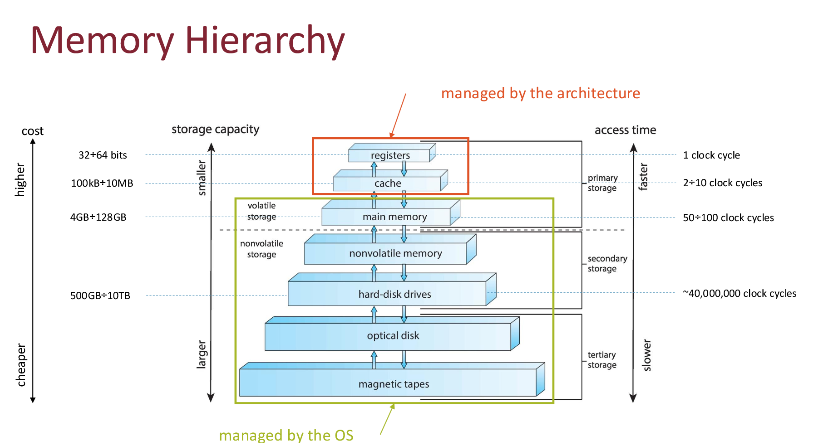 Memory Hierarchy
managed by the architecture
cost
storage capacity
access time
higher
cheaper
smaller
larger
faster
slower
32÷64 bits
registers
1 clock cycle
100kB÷10MB
cache
2÷10 clock cycles
primary
storage
4GB÷128GB
volatile
storage
main memory
50÷100 clock cycles
nonvolatile
storage
nonvolatile memory
secondary
storage
500GB÷10TB
hard-disk drives
~40,000,000 clock cycles
optical disk
tertiary
storage
magnetic tapes
managed by the OS